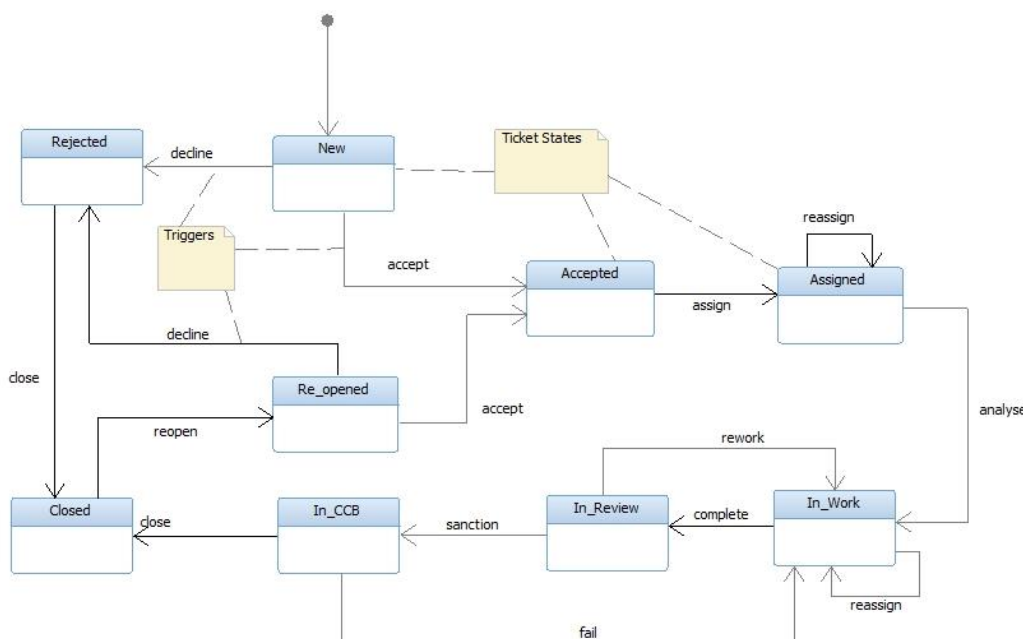 Rejected
decline
New
Ticket States
reassign
Triggers
accept
Accepted
Assigned
assign
decline
close
Re_opened
accept
analyse
reopen
rework
Closed
In_CCB
In_Review
In_Work
close
sanction
complete
reassign
fail